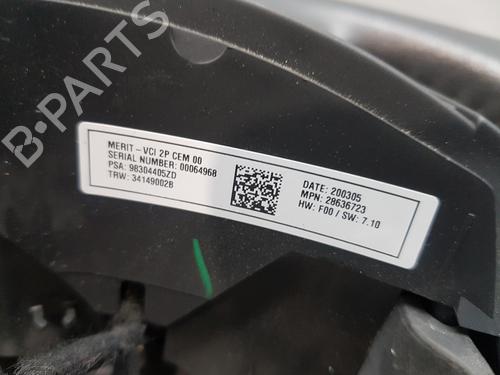 MERIT - VCI 2P CEM 00
SERIAL NUMBER: 00064968
PSA: 98304405ZD
TRW: 34149002B
DATE: 200305
MPN: 28636723
HW: F00 / SW: 7.10
B-PARTS